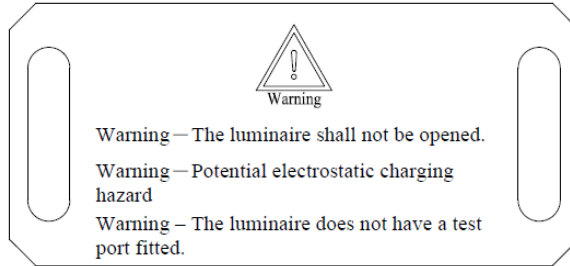 !
Warning
Warning—The luminaire shall not be opened.
Warning—Potential electrostatic charging
hazard
Warning – The luminaire does not have a test
port fitted.